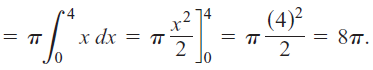 = π ∫₀⁴ x dx = π x²/2 ]₀⁴ = π (4)²/2 = 8π.